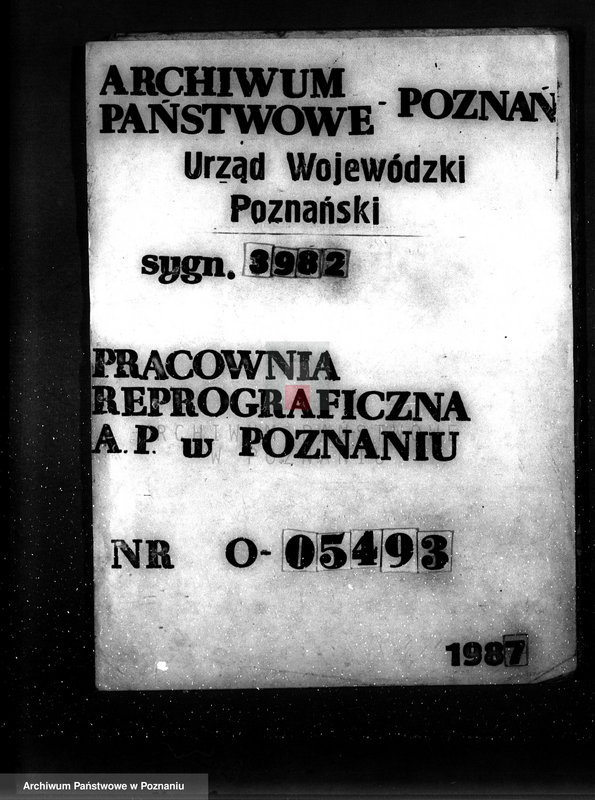 ARCHIWUM
PAŃSTWOWE - POZNAŃ
Urząd Wojewódzki
Poznański
sygn. 3982
PRACOWNIA
REPROGRAFICZNA
A.P. w POZNANIU
NR O-05493
1987
Archiwum Państwowe w Poznaniu